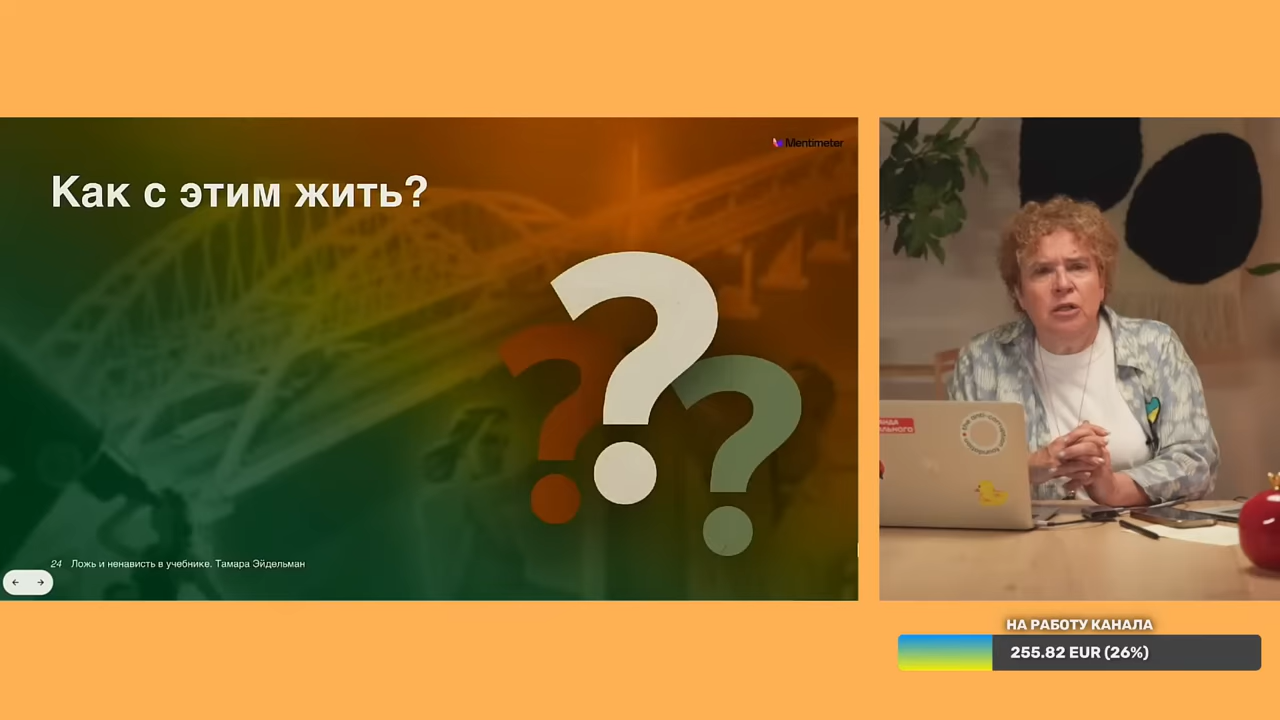 Mentimeter
Как с этим жить?
24 Ложь и ненависть в учебнике. Тамара Эйдельман
НА РАБОТУ КАНАЛА
255.82 EUR (26%)